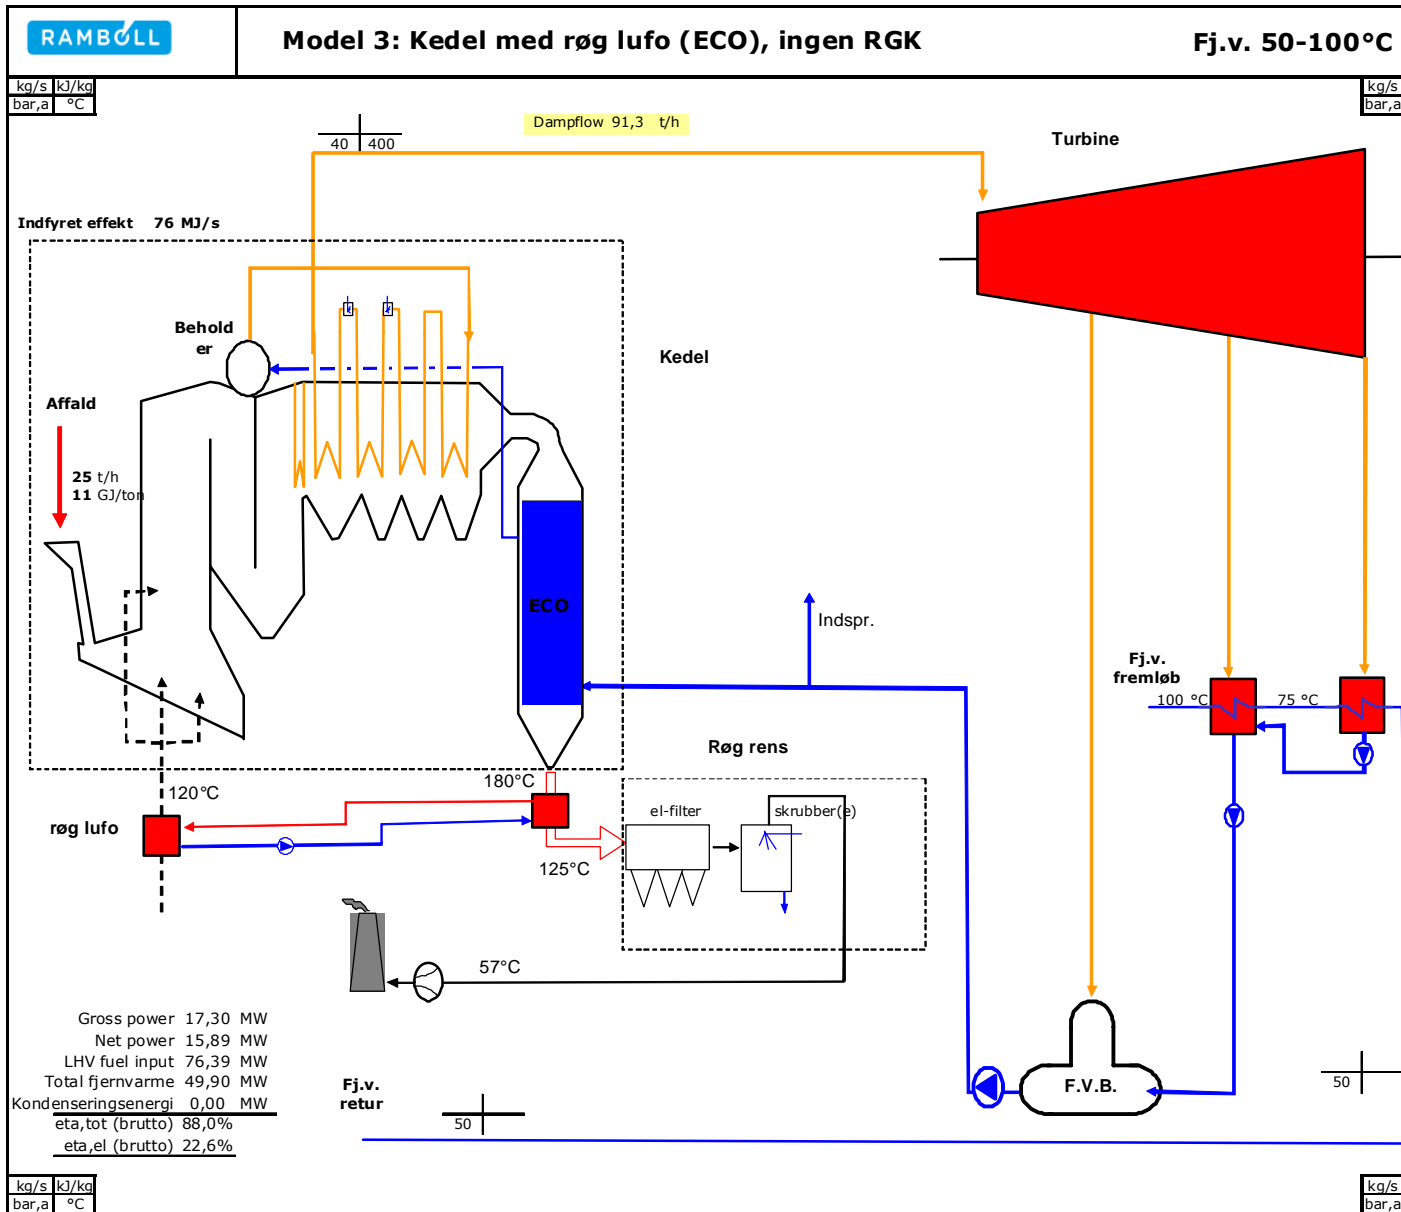 RAMBOLL
Model 3: Kedel med røg lufo (ECO), ingen RGK
Fj.v. 50-100°C
kg/s kJ/kg
bar,a °C
kg/s
bar,a
Dampflow 91,3 t/h
40 400
Turbine
Indfyret effekt 76 MJ/s
Behold
er
Kedel
Affald
25 t/h
11 GJ/ton
ECO
Indspr.
Fj.v.
fremløb
100 °C
75 °C
Røg rens
180°C
120°C
røg lufo
el-filter
skrubber(e)
125°C
57°C
Gross power 17,30 MW
Net power 15,89 MW
LHV fuel input 76,39 MW
Total fjernvarme 49,90 MW
Kondenseringsenergi 0,00 MW
eta,tot (brutto) 88,0%
eta,el (brutto) 22,6%
Fj.v.
retur
50
F.V.B.
50
kg/s kJ/kg
bar,a °C
kg/s
bar,a